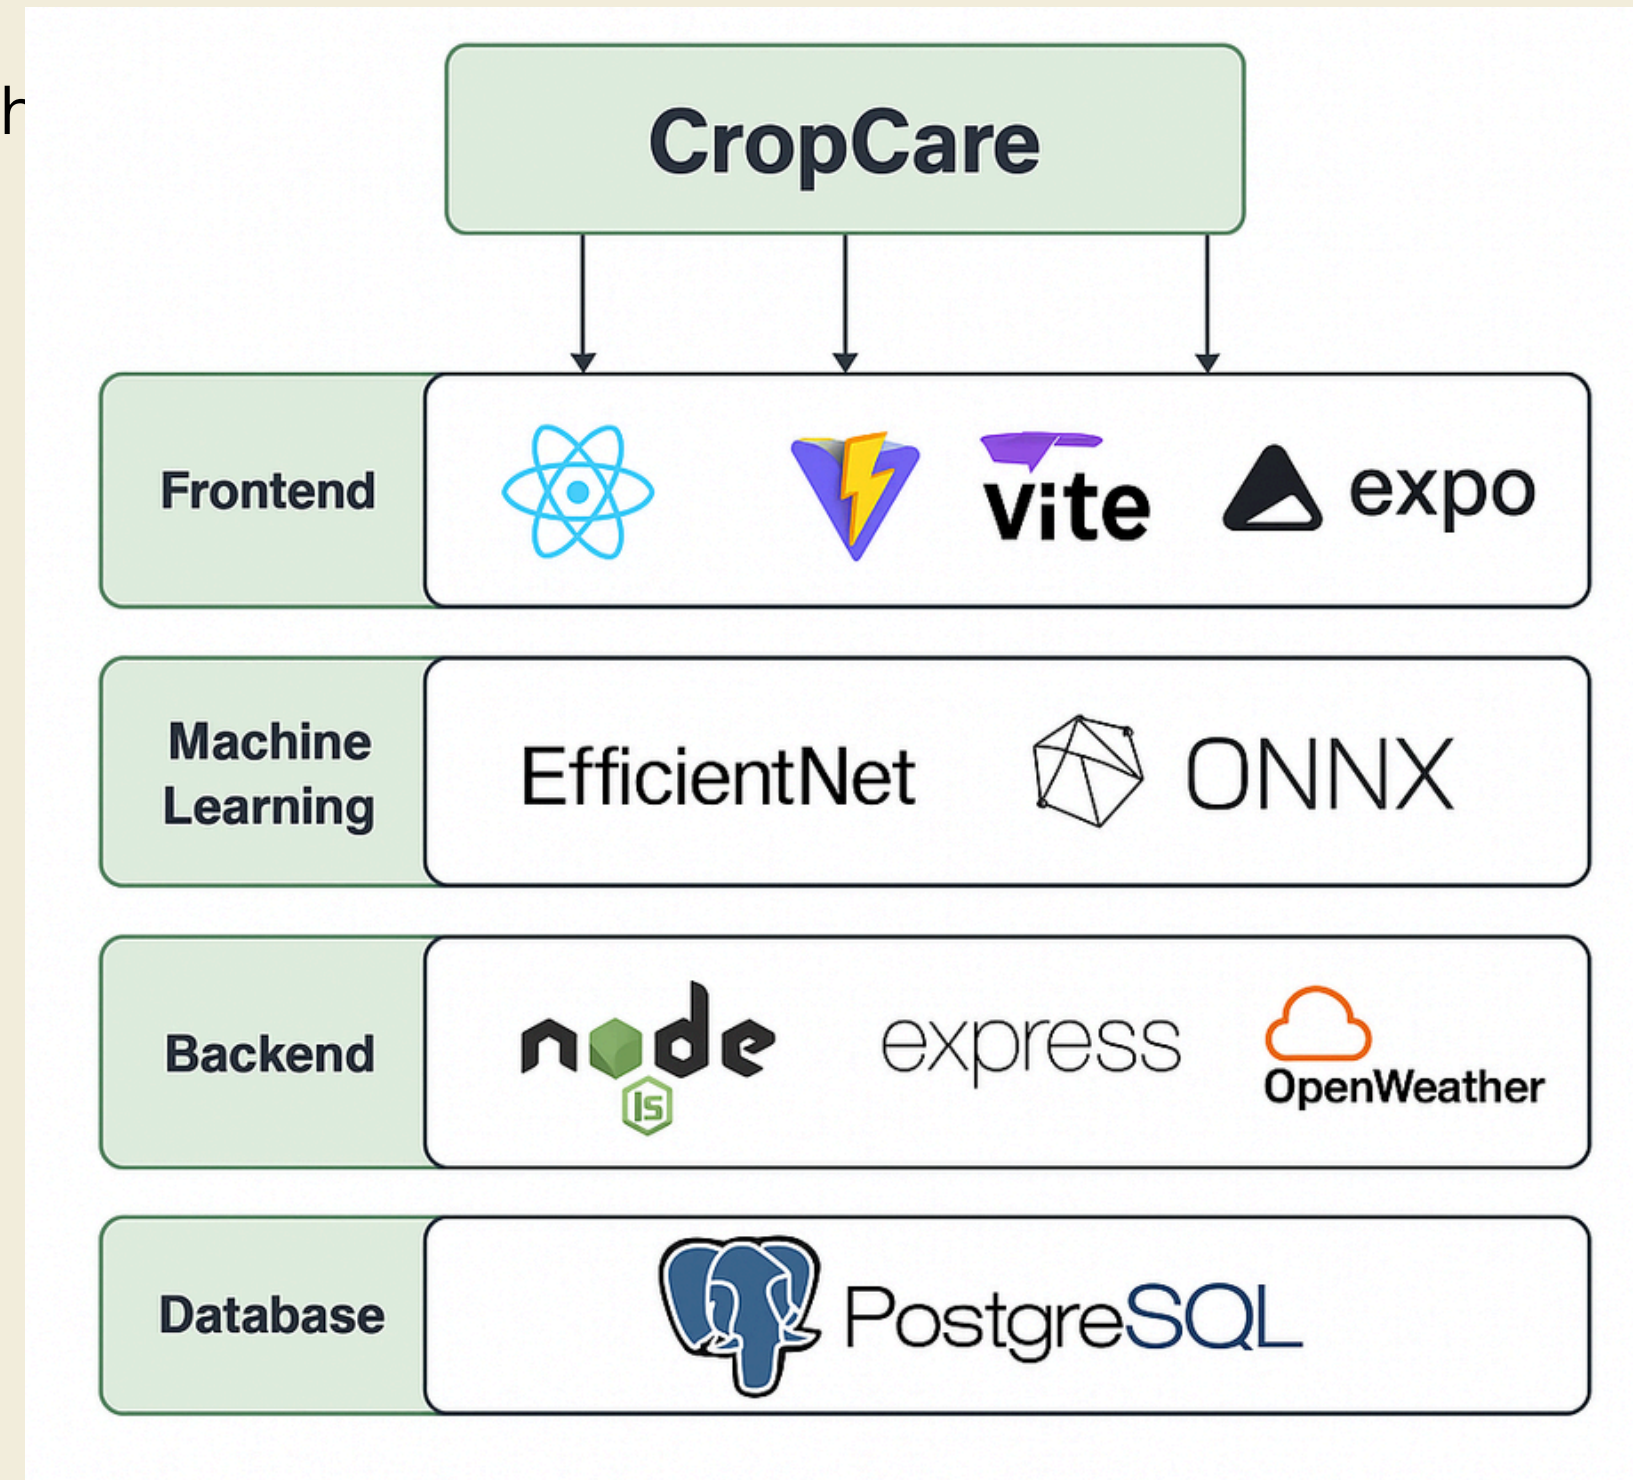 CropCare
Frontend
vite
expo
Machine
Learning
EfficientNet
ONNX
Backend
node
JS
express
OpenWeather
Database
PostgreSQL